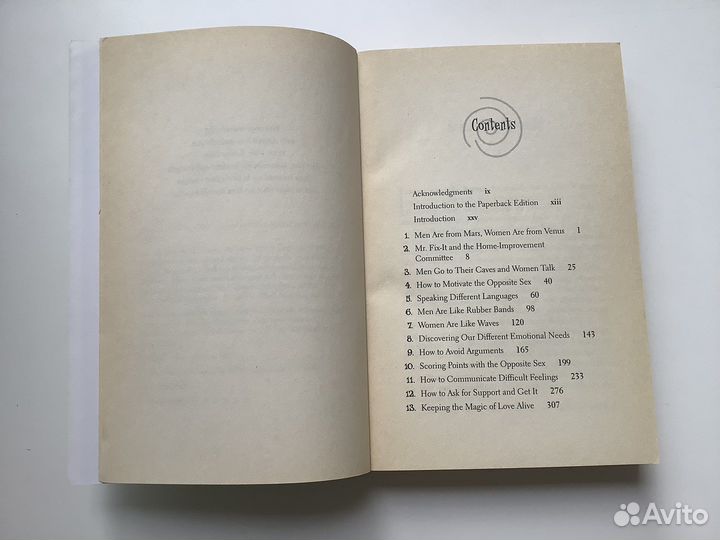 Contents
Acknowledgments ix
Introduction to the Paperback Edition xiii
Introduction xxv
1. Men Are from Mars, Women Are from Venus 1
2. Mr. Fix-It and the Home-Improvement
Committee 8
3. Men Go to Their Caves and Women Talk 25
4. How to Motivate the Opposite Sex 40
5. Speaking Different Languages 60
6. Men Are Like Rubber Bands 98
7. Women Are Like Waves 120
8. Discovering Our Different Emotional Needs 143
9. How to Avoid Arguments 165
10. Scoring Points with the Opposite Sex 199
11. How to Communicate Difficult Feelings 233
12. How to Ask for Support and Get It 276
13. Keeping the Magic of Love Alive 307
Avito